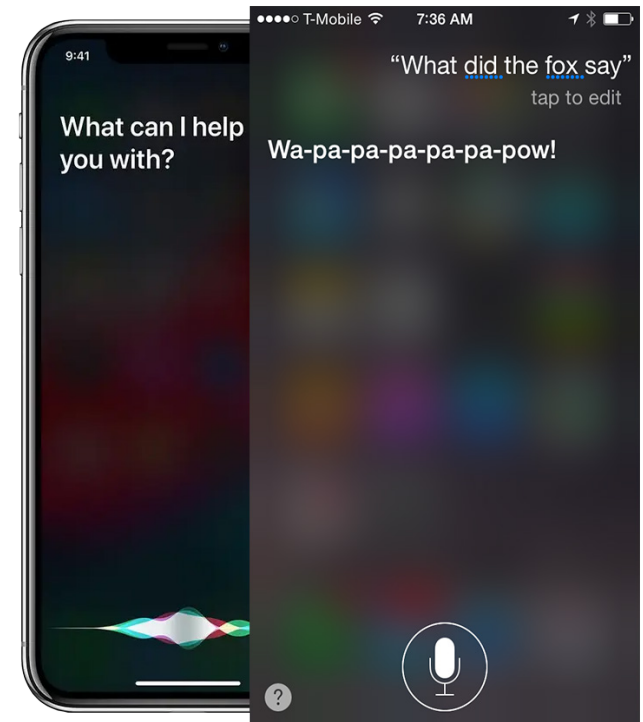 9:41
What can I help
you with?
T-Mobile 7:36 AM
“What did the fox say”
tap to edit
Wa-pa-pa-pa-pa-pa-pow!
?